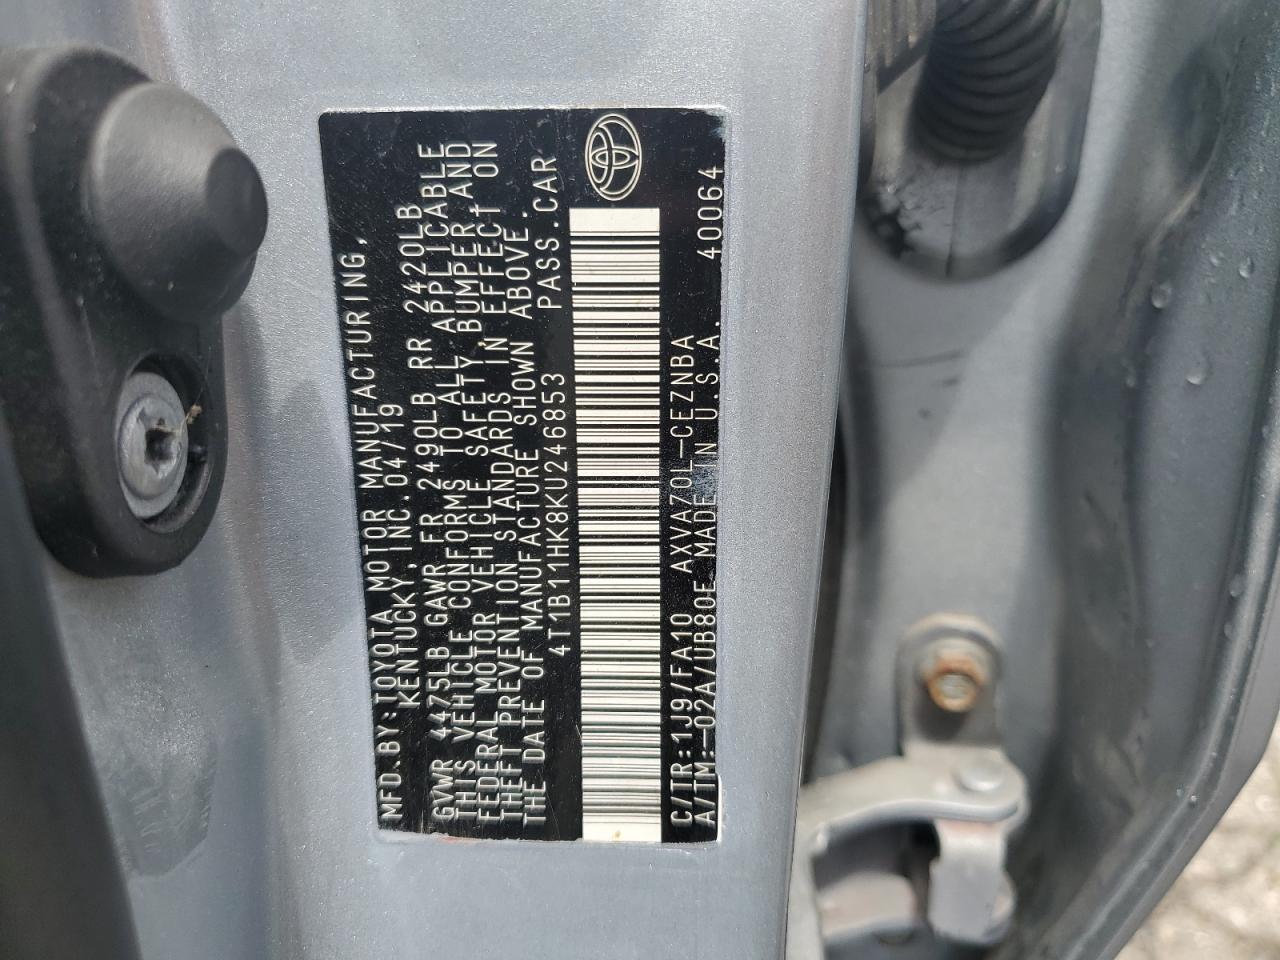 MFD.BY:TOYOTA MOTOR MANUFACTURING,
KENTUCKY,INC.04/19
GVWR 4475LB GAWR FR 2490LB RR 2420LB
THIS VEHICLE CONFORMS TO ALL APPLICABLE
FEDERAL MOTOR VEHICLE SAFETY, BUMPER AND
THEFT PREVENTION STANDARDS IN EFFECT ON
THE DATE OF MANUFACTURE SHOWN ABOVE.
4T1B11HK8KU246853 PASS.CAR
C/TR:1J9/FA10 AXVA70L-CEZNBA
A/TM:-02A/UB80E MADE IN U.S.A. 40064